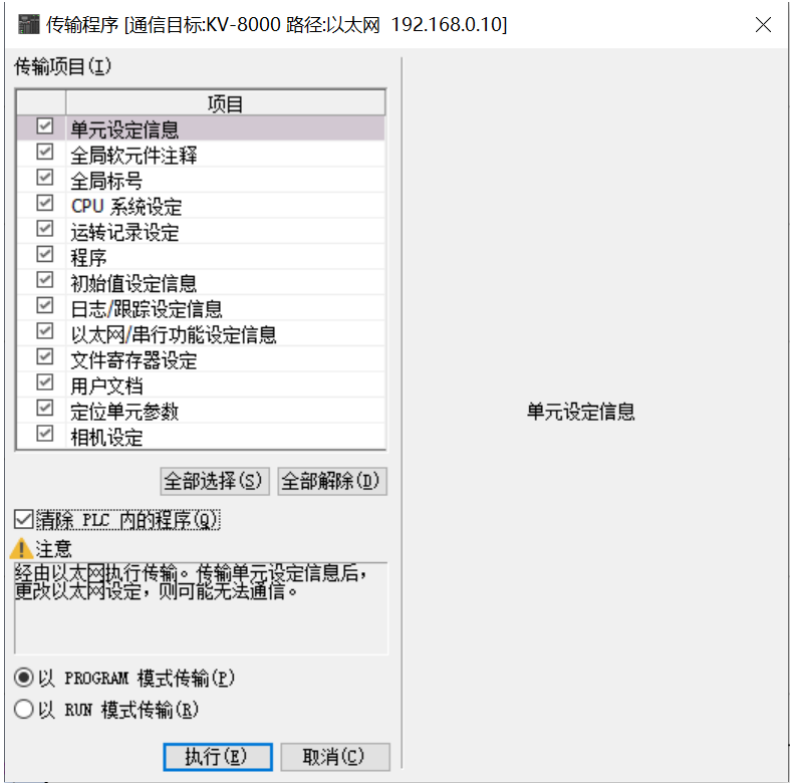 传输程序 [通信目标:KV-8000 路径:以太网 192.168.0.10]
传输项目(I)
项目
单元设定信息
全局软元件注释
全局标号
CPU 系统设定
运转记录设定
程序
初始值设定信息
日志/跟踪设定信息
以太网/串行功能设定信息
文件寄存器设定
用户文档
定位单元参数
相机设定
单元设定信息
全部选择(S) 全部解除(D)
清除 PLC 内的程序(Q)
注意
经由以太网执行传输。传输单元设定信息后，
更改以太网设定，则可能无法通信。
以 PROGRAM 模式传输(P)
以 RUN 模式传输(R)
执行(E) 取消(C)